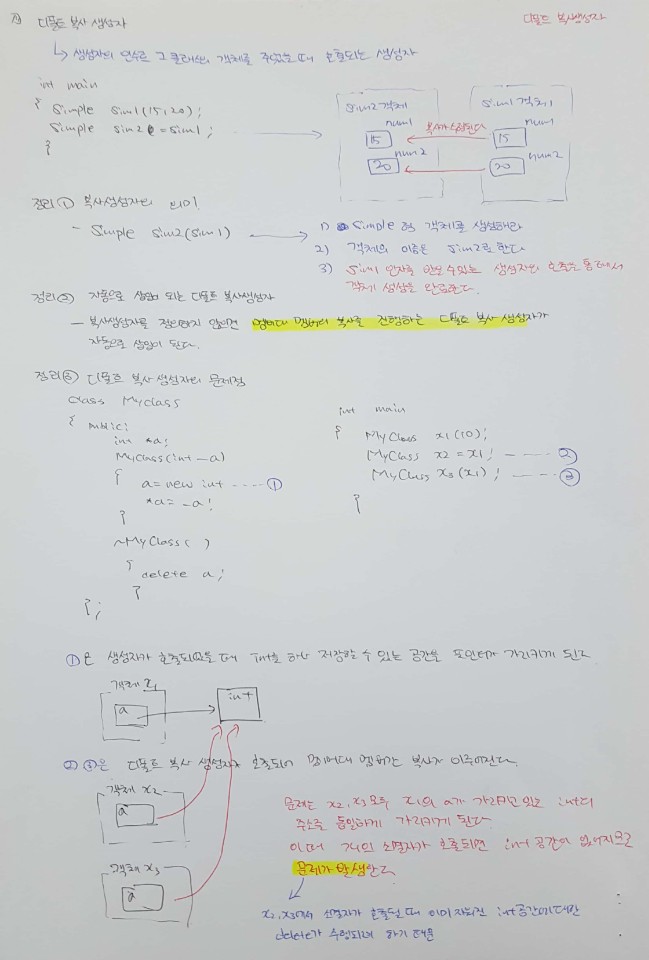 디폴트 복사 생성자
디폴트 복사생성자
↳ 생성자의 인수로 그 클래스의 객체를 주었을 때 호출되는 생성자
int main
{ Simple sim1(15,20);
Simple sim2 = sim1;
}
sim2 객체
num1
15
num2
20
복사가 진행된다
sim1 객체
num1
15
num2
20
정리① 복사생성자의 의미
- Simple sim2(sim1)
1) Simple형 객체를 생성해라
2) 객체의 이름은 sim2로 한다
3) sim1 인자를 받을 수 있는 생성자의 호출을 통해서
객체 생성을 완료한다.
정리② 자동으로 삽입이 되는 디폴트 복사생성자
- 복사생성자를 정의하지 않으면 멤버대 멤버의 복사를 진행하는 디폴트 복사 생성자가
자동으로 삽입이 된다.
정리③ 디폴트 복사 생성자의 문제점
class MyClass
{ public:
int *a;
MyClass(int _a)
{
a=new int ---- ①
*a= _a;
}
~MyClass( )
{
delete a;
}
};
int main
{ MyClass x1(10);
MyClass x2 = x1; ---- ②
MyClass x3(x1); ---- ③
}
①은 생성자가 호출되었을 때 int를 하나 저장할 수 있는 공간을 포인터가 가리키게 된다
객체 x1
a
int
②③은 디폴트 복사 생성자가 호출되어 멤버대 멤버간 복사가 이루어진다.
객체 x2
a
객체 x3
a
문제는 x2, x3 모두 x1의 a가 가리키고 있는 int의
주소를 동일하게 가리키게 된다.
이때 x1의 소멸자가 호출되면 int 공간이 없어지므로
문제가 발생한다
x2, x3에서 소멸자가 호출될 때 이미 사라진 int공간에 대한
delete가 수행되려 하기 때문